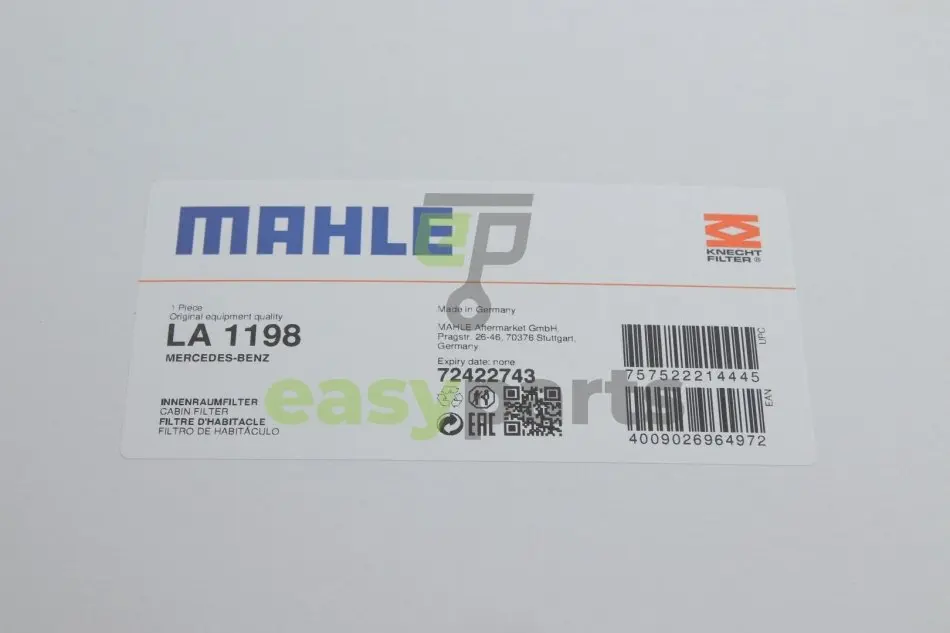 MAHLE
KNECHT
FILTER®
1 Piece
Original equipment quality
LA 1198
MERCEDES-BENZ
INNENRAUMFILTER
CABIN FILTER
FILTRE D'HABITACLE
FILTRO DE HABITÁCULO
Made in Germany
MAHLE Aftermarket GmbH,
Pragstr. 26-46, 70376 Stuttgart,
Germany
Expiry date: none
72422743
EAC
UPC
757522214445
EAN
4009026964972
ep
easyparts